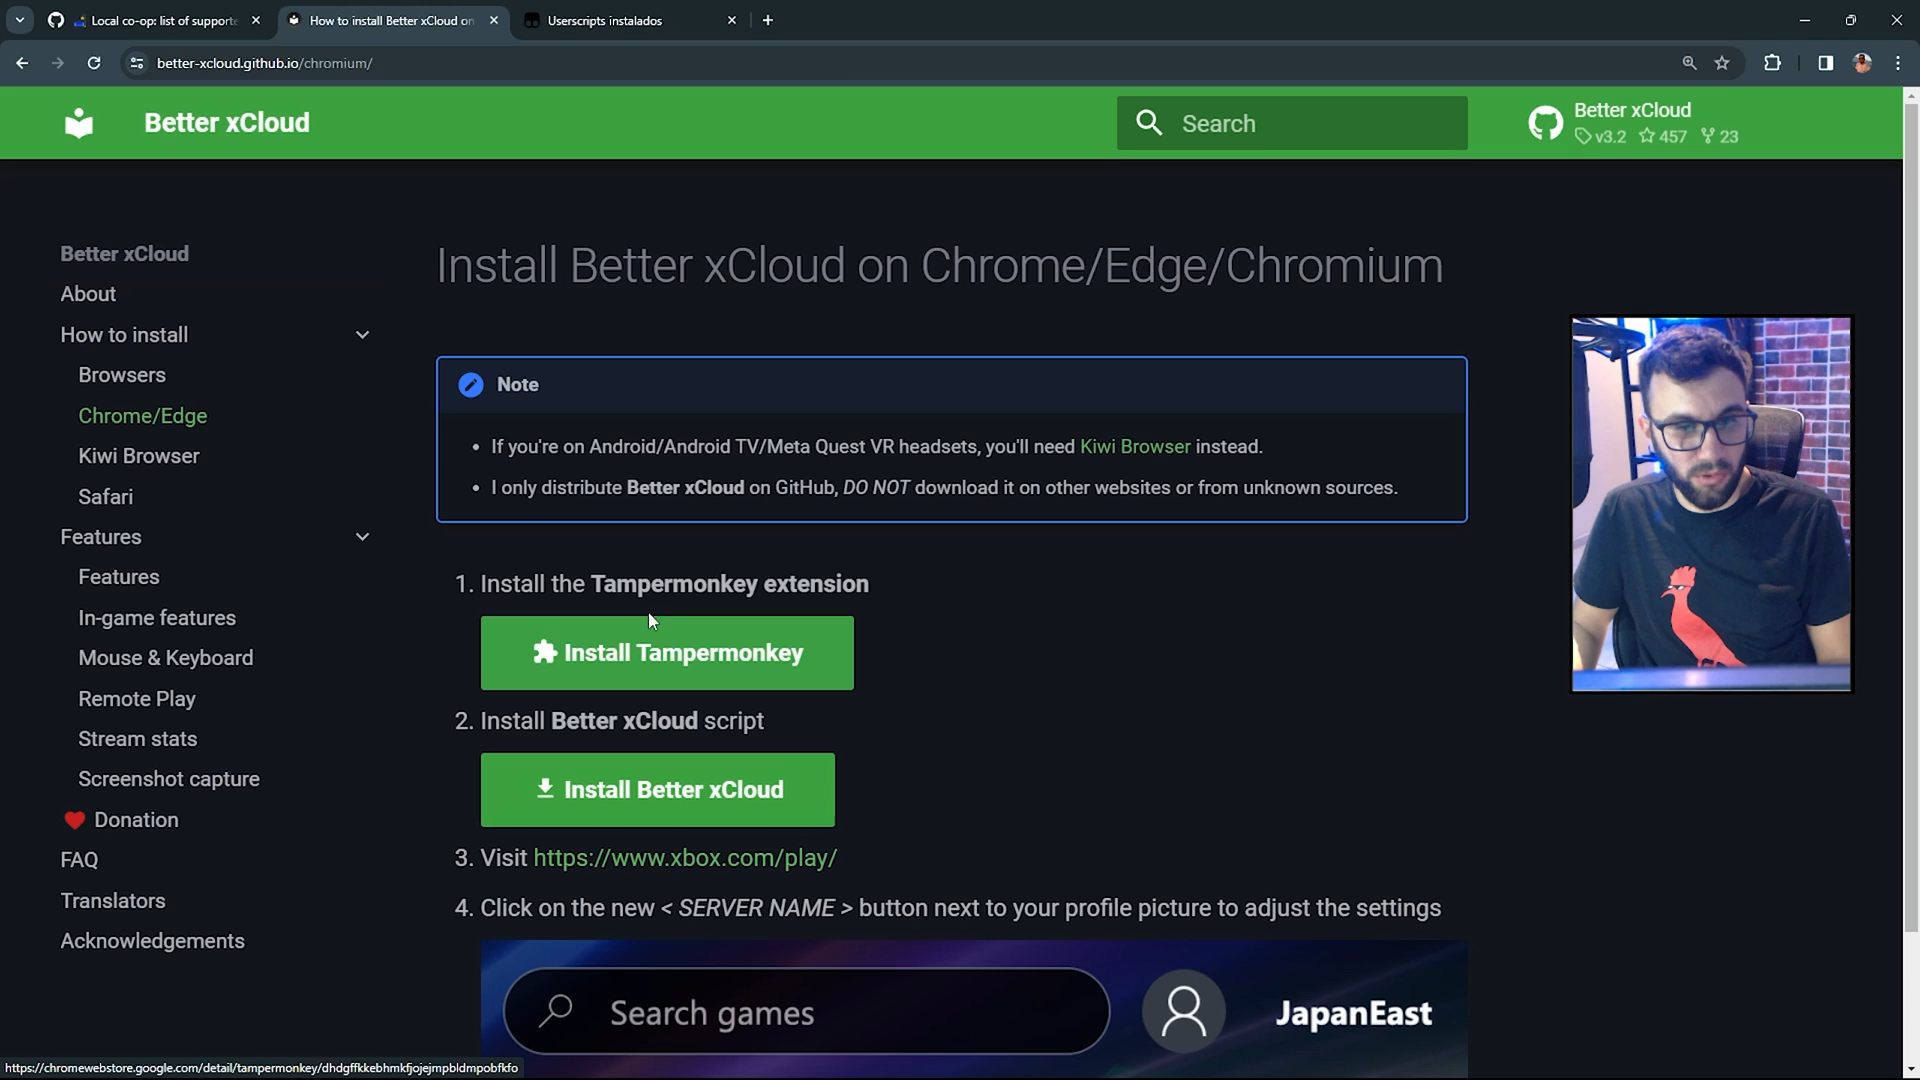 Local co-op: list of supporte
How to install Better xCloud on
Userscripts instalados
better-xcloud.github.io/chromium/
Better xCloud
Search
Better xCloud
v3.2 457 23
Better xCloud
About
How to install
Browsers
Chrome/Edge
Kiwi Browser
Safari
Features
Features
In-game features
Mouse & Keyboard
Remote Play
Stream stats
Screenshot capture
Donation
FAQ
Translators
Acknowledgements
Install Better xCloud on Chrome/Edge/Chromium
Note
• If you're on Android/Android TV/Meta Quest VR headsets, you'll need Kiwi Browser instead.
• I only distribute Better xCloud on GitHub, DO NOT download it on other websites or from unknown sources.
1. Install the Tampermonkey extension
Install Tampermonkey
2. Install Better xCloud script
Install Better xCloud
3. Visit https://www.xbox.com/play/
4. Click on the new < SERVER NAME > button next to your profile picture to adjust the settings
Search games
JapanEast
https://chromewebstore.google.com/detail/tampermonkey/dhdgffkkebhmkfjojejmpbldmpobfkfo